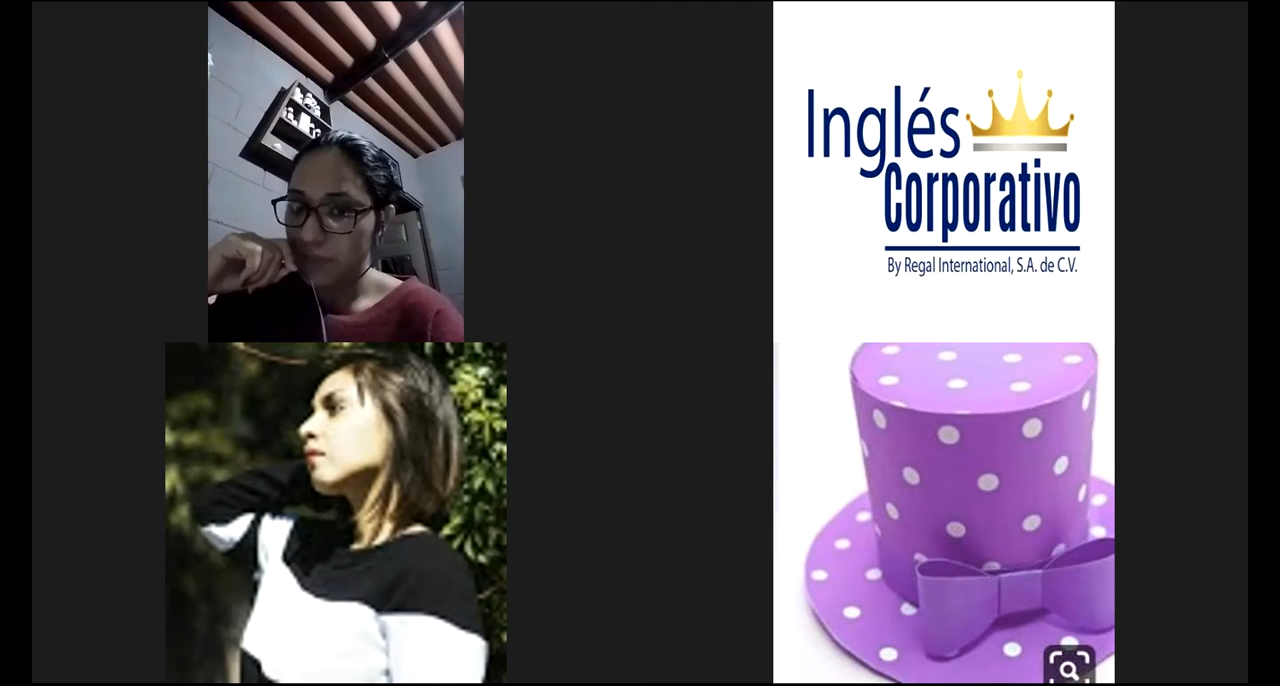 Inglés
Corporativo
By Regal International, S.A. de C.V.